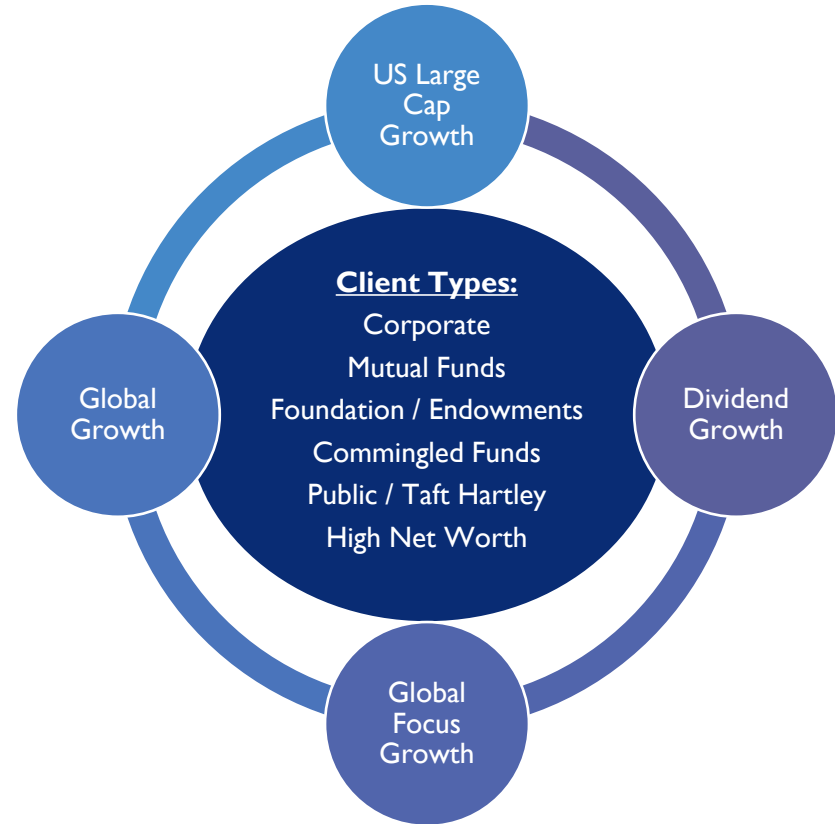 US Large
Cap
Growth
Client Types:
Corporate
Mutual Funds
Foundation / Endowments
Commingled Funds
Public / Taft Hartley
High Net Worth
Global
Growth
Dividend
Growth
Global
Focus
Growth